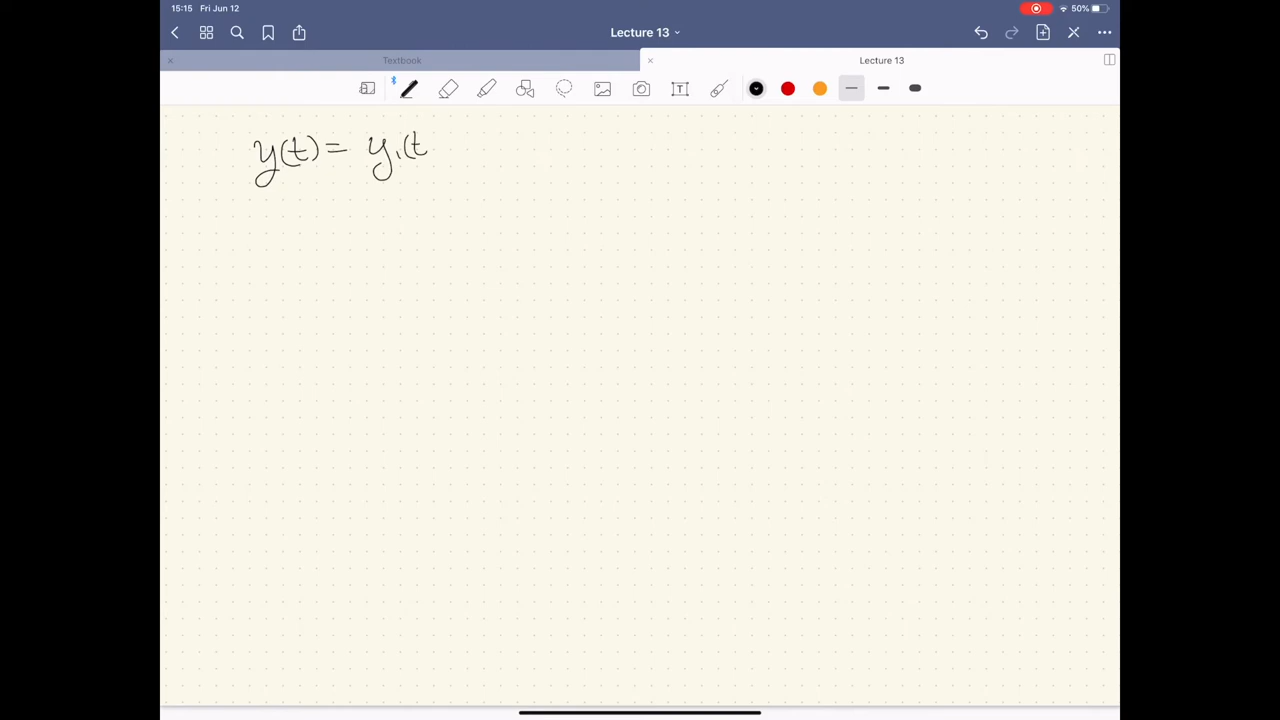 15:15 Fri Jun 12 50%
Lecture 13
Textbook Lecture 13
T
y(t) = y₁(t